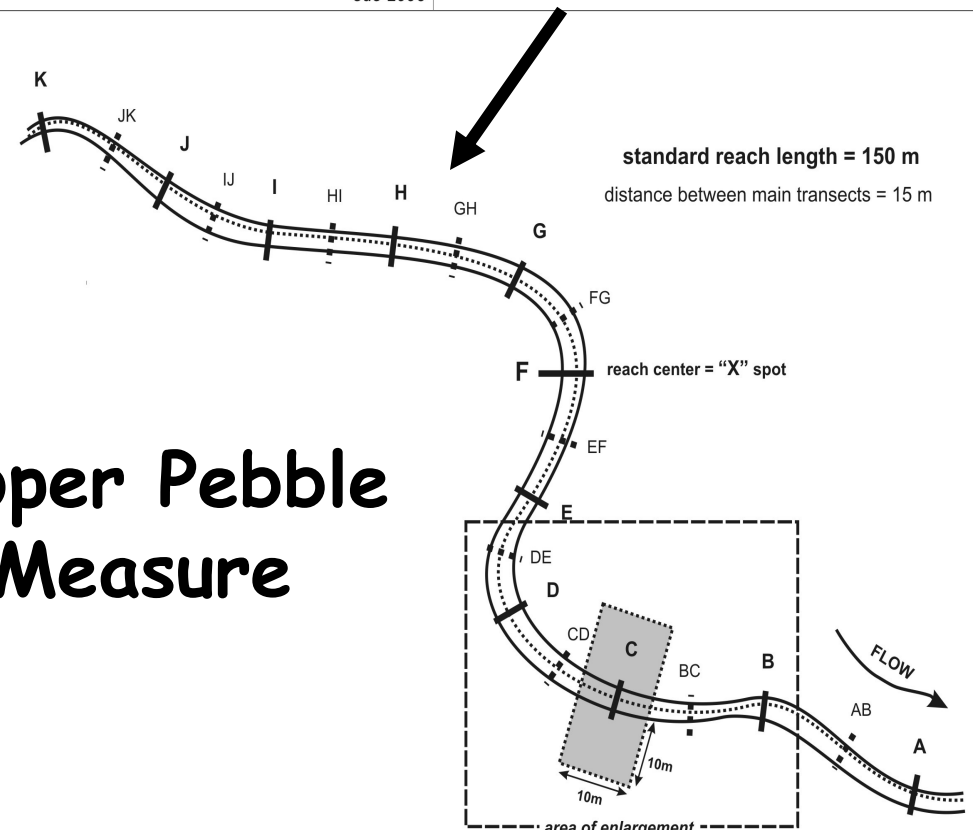 K
JK
J
IJ
I
HI
H
GH
G
standard reach length = 150 m
distance between main transects = 15 m
FG
F
reach center = “X” spot
EF
Pebble
E
Measure
DE
D
CD
C
BC
B
FLOW
AB
A
10m
10m
area of enlargement